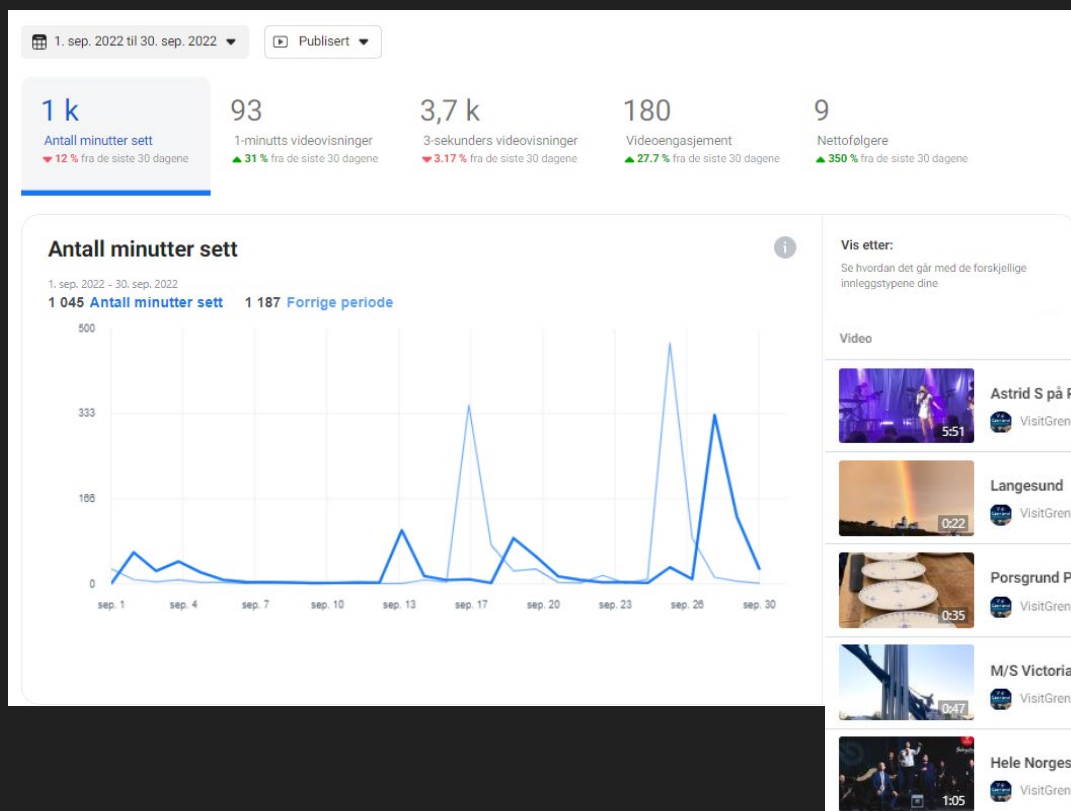 1. sep. 2022 til 30. sep. 2022
Publisert
1 k
Antall minutter sett
12 % fra de siste 30 dagene
93
1-minutts videovisninger
31 % fra de siste 30 dagene
3,7 k
3-sekunders videovisninger
3.17 % fra de siste 30 dagene
180
Videoengasjement
27.7 % fra de siste 30 dagene
9
Nettofølgere
350 % fra de siste 30 dagene
Antall minutter sett
1. sep. 2022 - 30. sep. 2022
1 045 Antall minutter sett 1 187 Forrige periode
500
333
166
0
sep. 1 sep. 4 sep. 7 sep. 10 sep. 13 sep. 17 sep. 20 sep. 23 sep. 26 sep. 30
Vis etter:
Se hvordan det går med de forskjellige
innleggstypene dine
Video
5:51
Astrid S på
VisitGren
0:22
Langesund
VisitGren
0:35
Porsgrund P
VisitGren
0:47
M/S Victoria
VisitGren
1:05
Hele Norges
VisitGren